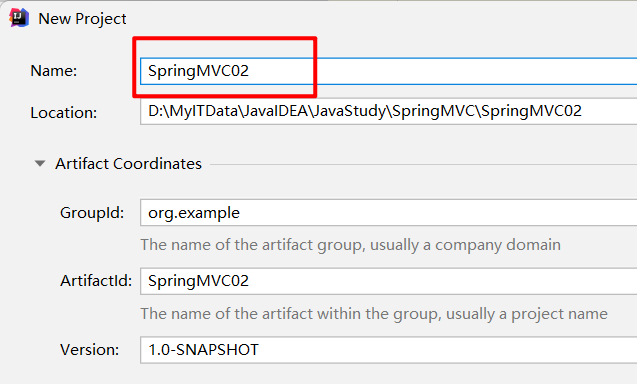 New Project
Name: SpringMVC02
Location: D:\MyITData\JavaIDEA\JavaStudy\SpringMVC\SpringMVC02
Artifact Coordinates
GroupId: org.example
The name of the artifact group, usually a company domain
ArtifactId: SpringMVC02
The name of the artifact within the group, usually a project name
Version: 1.0-SNAPSHOT